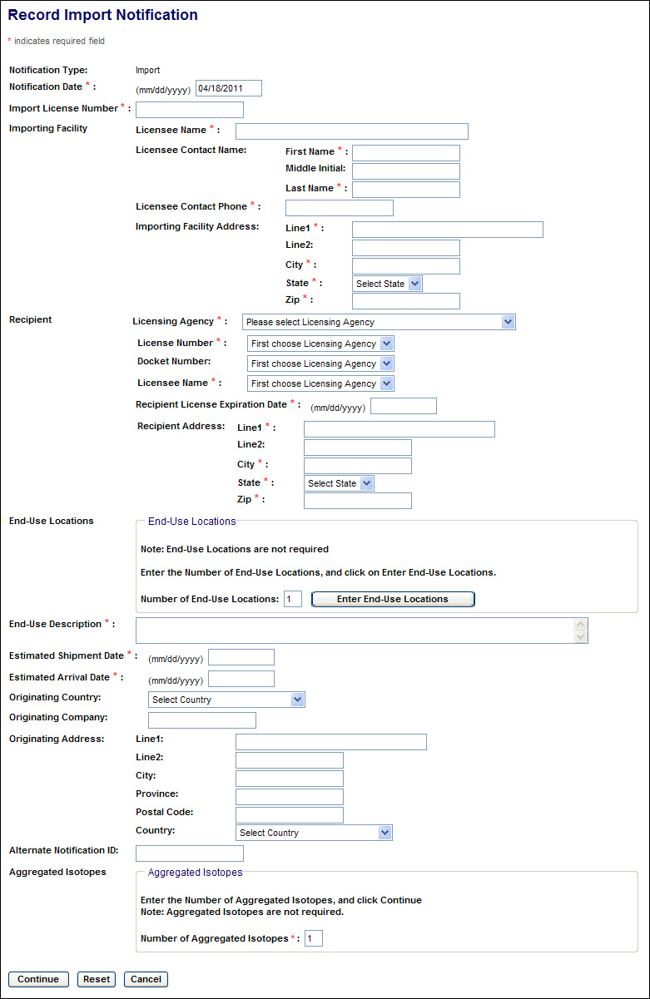 Record Import Notification
* indicates required field
Notification Type: Import
Notification Date * : (mm/dd/yyyy) 04/18/2011
Import License Number * :
Importing Facility Licensee Name * :
Licensee Contact Name: First Name * :
Middle Initial:
Last Name * :
Licensee Contact Phone * :
Importing Facility Address: Line1 * :
Line2:
City * :
State * : Select State
Zip * :
Recipient Licensing Agency * : Please select Licensing Agency
License Number * : First choose Licensing Agency
Docket Number: First choose Licensing Agency
Licensee Name * : First choose Licensing Agency
Recipient License Expiration Date * : (mm/dd/yyyy)
Recipient Address: Line1 * :
Line2:
City * :
State * : Select State
Zip * :
End-Use Locations End-Use Locations
Note: End-Use Locations are not required
Enter the Number of End-Use Locations, and click on Enter End-Use Locations.
Number of End-Use Locations: 1 Enter End-Use Locations
End-Use Description * :
Estimated Shipment Date * : (mm/dd/yyyy)
Estimated Arrival Date * : (mm/dd/yyyy)
Originating Country: Select Country
Originating Company:
Originating Address: Line1:
Line2:
City:
Province:
Postal Code:
Country: Select Country
Alternate Notification ID:
Aggregated Isotopes Aggregated Isotopes
Enter the Number of Aggregated Isotopes, and click Continue
Note: Aggregated Isotopes are not required.
Number of Aggregated Isotopes * : 1
Continue Reset Cancel